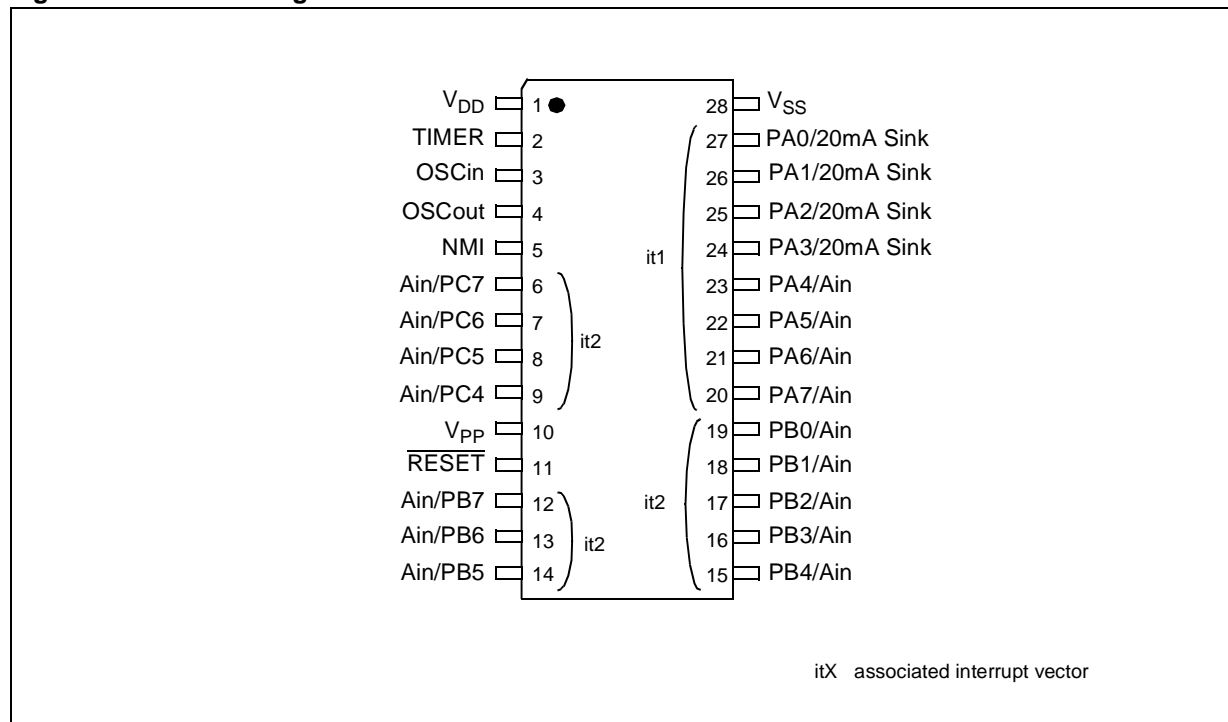 V_DD 1 28 V_SS
TIMER 2 27 PA0/20mA Sink
OSCin 3 26 PA1/20mA Sink
OSCout 4 25 PA2/20mA Sink
NMI 5 it1 24 PA3/20mA Sink
Ain/PC7 6 23 PA4/Ain
Ain/PC6 7 it2 22 PA5/Ain
Ain/PC5 8 21 PA6/Ain
Ain/PC4 9 20 PA7/Ain
V_PP 10 19 PB0/Ain
RESET 11 18 PB1/Ain
Ain/PB7 12 it2 17 PB2/Ain
Ain/PB6 13 it2 16 PB3/Ain
Ain/PB5 14 15 PB4/Ain
itX associated interrupt vector